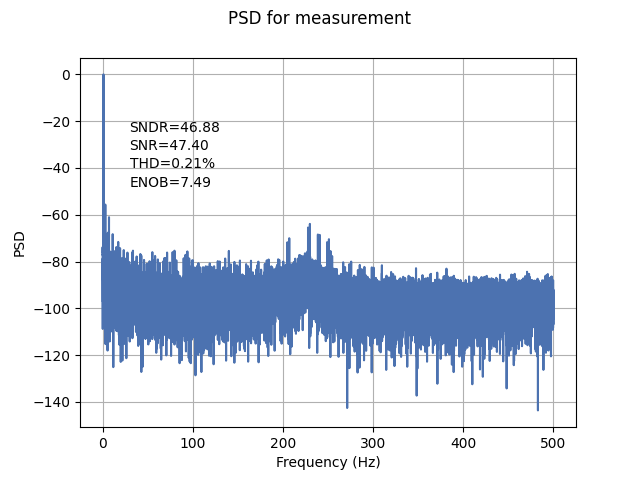 PSD for measurement
0
−20
−40
−60
−80
−100
−120
−140
PSD
SNDR=46.88
SNR=47.40
THD=0.21%
ENOB=7.49
0
100
200
300
400
500
Frequency (Hz)